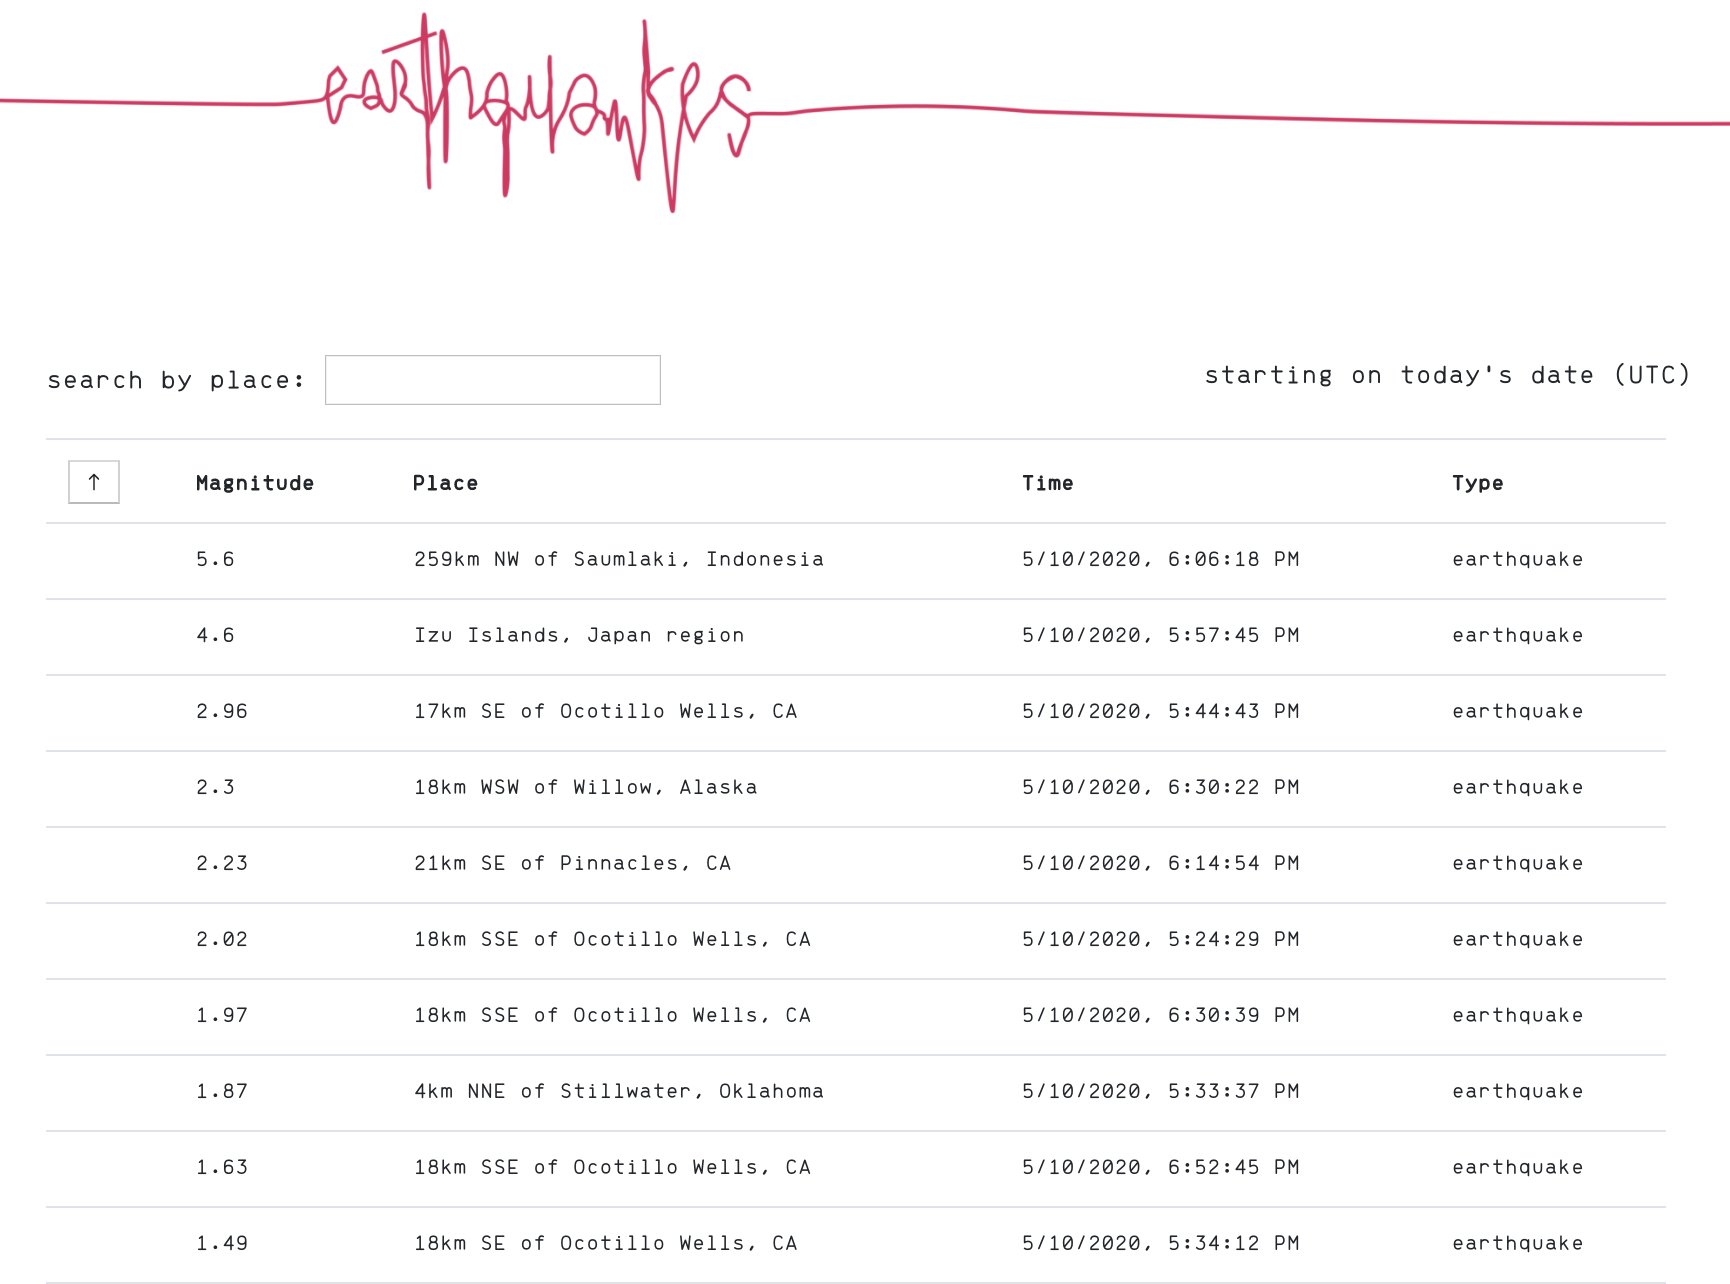 earthquakes
search by place:
starting on today's date (UTC)
↑ Magnitude Place Time Type
5.6 259km NW of Saumlaki, Indonesia 5/10/2020, 6:06:18 PM earthquake
4.6 Izu Islands, Japan region 5/10/2020, 5:57:45 PM earthquake
2.96 17km SE of Ocotillo Wells, CA 5/10/2020, 5:44:43 PM earthquake
2.3 18km WSW of Willow, Alaska 5/10/2020, 6:30:22 PM earthquake
2.23 21km SE of Pinnacles, CA 5/10/2020, 6:14:54 PM earthquake
2.02 18km SSE of Ocotillo Wells, CA 5/10/2020, 5:24:29 PM earthquake
1.97 18km SSE of Ocotillo Wells, CA 5/10/2020, 6:30:39 PM earthquake
1.87 4km NNE of Stillwater, Oklahoma 5/10/2020, 5:33:37 PM earthquake
1.63 18km SSE of Ocotillo Wells, CA 5/10/2020, 6:52:45 PM earthquake
1.49 18km SE of Ocotillo Wells, CA 5/10/2020, 5:34:12 PM earthquake